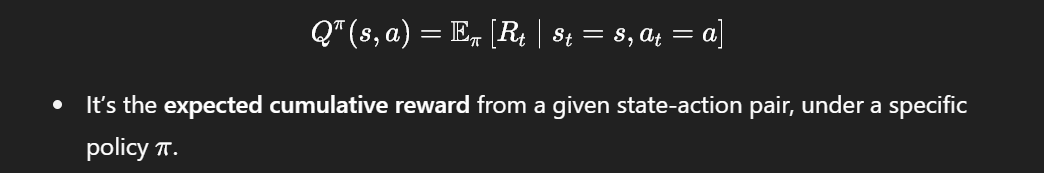 Q^π(s, a) = 𝔼_π [R_t | s_t = s, a_t = a]
• It’s the expected cumulative reward from a given state-action pair, under a specific
policy π.